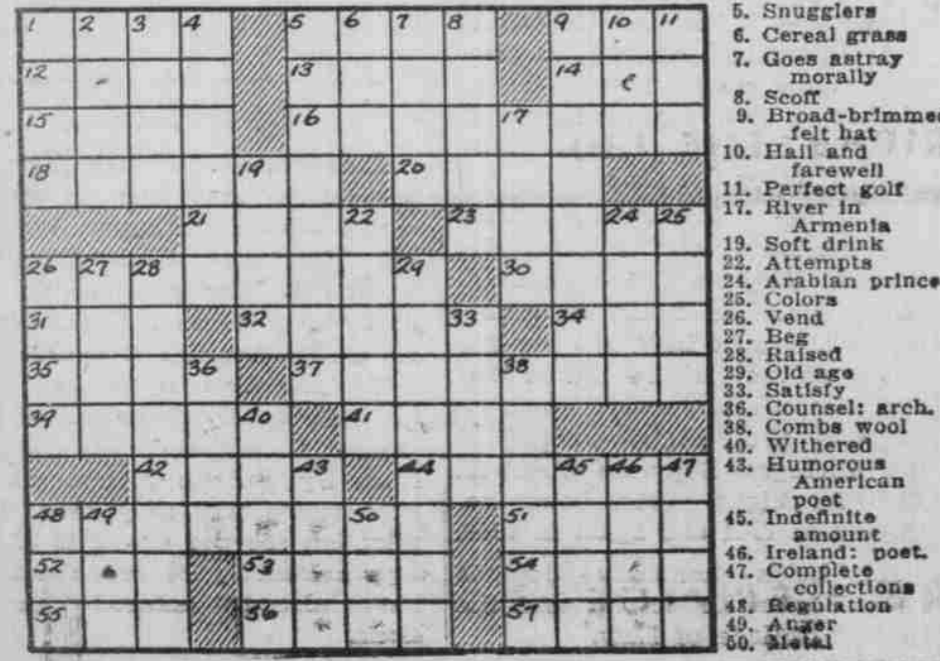 1 2 3 4 5 6 7 8 9 10 11
12 13 14
15 16 17
18 19 20
21 22 23 24 25
26 27 28 29 30
31 32 33 34
35 36 37 38
39 40 41
42 43 44 45 46 47
48 49 50 51
52 53 54
55 56 57
5. Snugglers
6. Cereal grass
7. Goes astray
morally
8. Scoff
9. Broad-brimmed
felt hat
10. Hail and
farewell
11. Perfect golf
17. River in
Armenia
19. Soft drink
22. Attempts
24. Arabian prince
25. Colors
26. Vend
27. Beg
28. Raised
29. Old age
33. Satisfy
36. Counsel: arch.
38. Combs wool
40. Withered
43. Humorous
American
poet
45. Indefinite
amount
46. Ireland: poet.
47. Complete
collections
48. Regulation
49. Anger
50. Metal